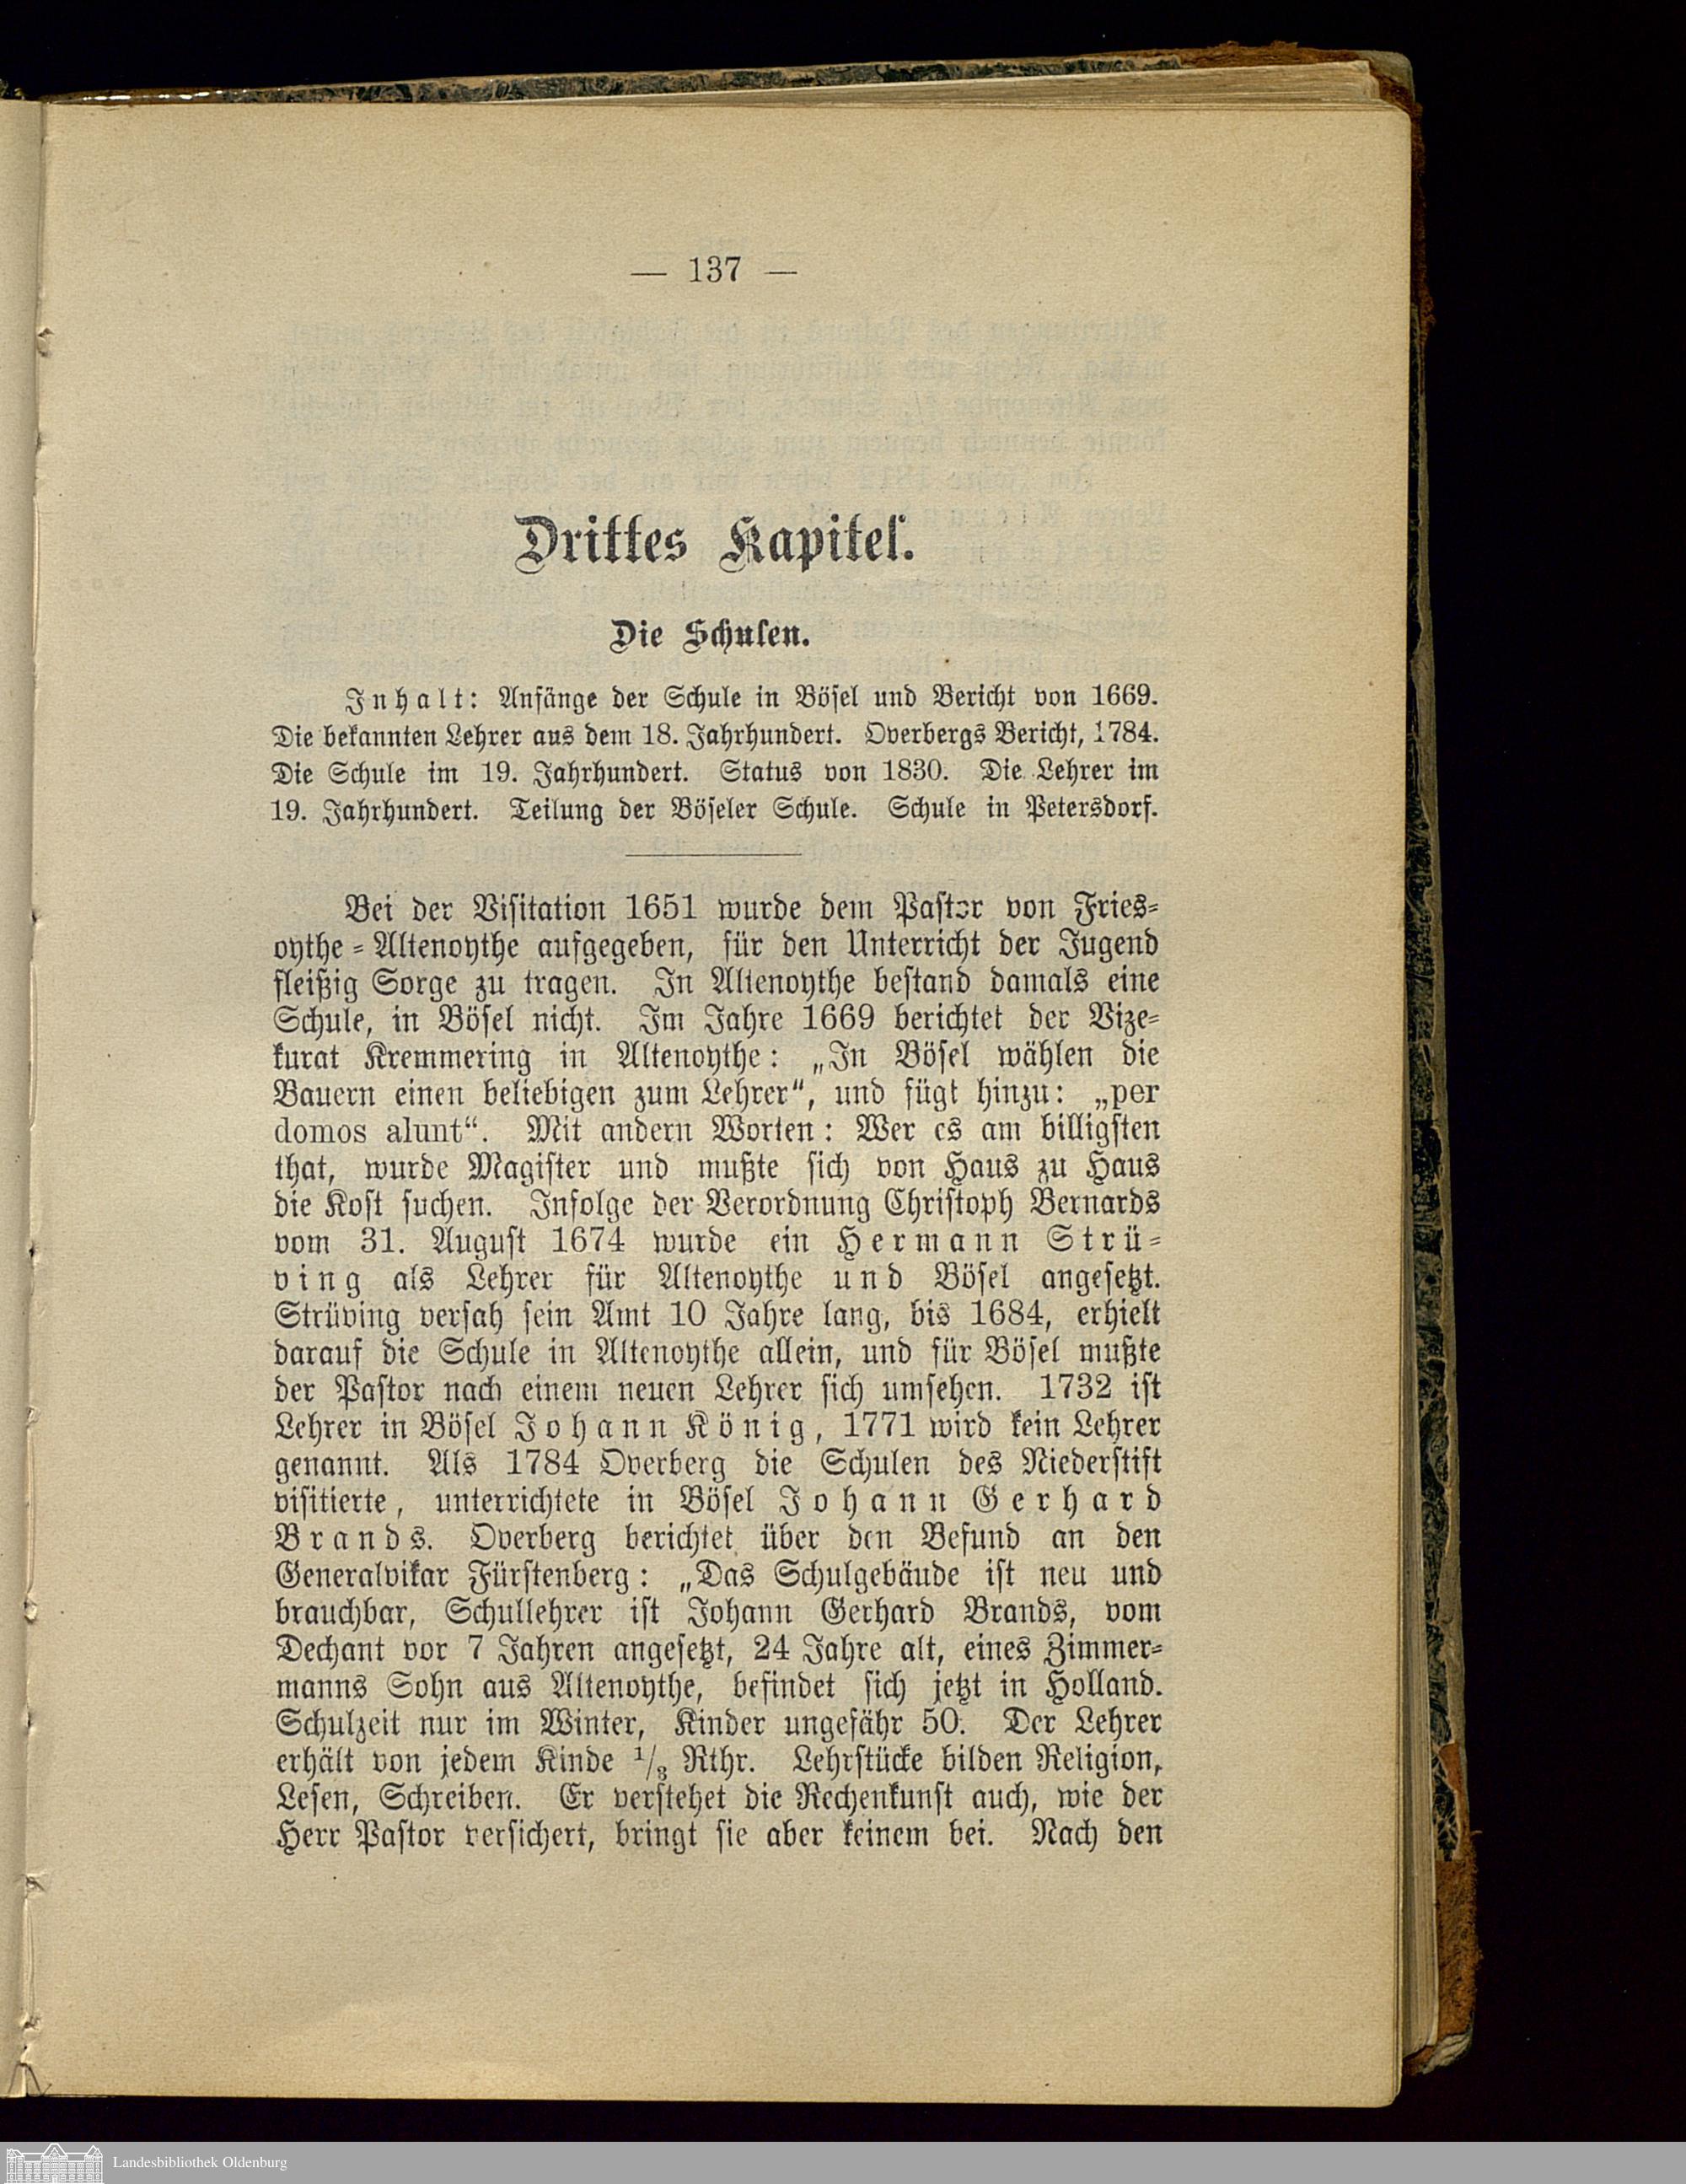 — 137 —
Drittes Kapitel.
Die Schulen.
Inhalt: Anfänge der Schule in Bösel und Bericht von 1669.
Die bekannten Lehrer aus dem 18. Jahrhundert. Overbergs Bericht, 1784.
Die Schule im 19. Jahrhundert. Status von 1830. Die Lehrer im
19. Jahrhundert. Teilung der Böseler Schule. Schule in Petersdorf.
Bei der Visitation 1651 wurde dem Pastor von Fries-
oythe-Altenoythe aufgegeben, für den Unterricht der Jugend
fleißig Sorge zu tragen. In Altenoythe bestand damals eine
Schule, in Bösel nicht. Im Jahre 1669 berichtet der Vize-
kurat Kremmering in Altenoythe: „In Bösel wählen die
Bauern einen beliebigen zum Lehrer“, und fügt hinzu: „per
domos alunt“. Mit andern Worten: Wer es am billigsten
that, wurde Magister und mußte sich von Haus zu Haus
die Kost suchen. Infolge der Verordnung Christoph Bernards
vom 31. August 1674 wurde ein Hermann Strü-
ving als Lehrer für Altenoythe und Bösel angesetzt.
Strüving versah sein Amt 10 Jahre lang, bis 1684, erhielt
darauf die Schule in Altenoythe allein, und für Bösel mußte
der Pastor nach einem neuen Lehrer sich umsehen. 1732 ist
Lehrer in Bösel Johann König, 1771 wird kein Lehrer
genannt. Als 1784 Overberg die Schulen des Niederstift
visitierte, unterrichtete in Bösel Johann Gerhard
Brands. Overberg berichtet über den Befund an den
Generalvikar Fürstenberg: „Das Schulgebäude ist neu und
brauchbar, Schullehrer ist Johann Gerhard Brands, vom
Dechant vor 7 Jahren angesetzt, 24 Jahre alt, eines Zimmer-
manns Sohn aus Altenoythe, befindet sich jetzt in Holland.
Schulzeit nur im Winter, Kinder ungefähr 50. Der Lehrer
erhält von jedem Kinde 1/3 Rthr. Lehrstücke bilden Religion,
Lesen, Schreiben. Er verstehet die Rechenkunst auch, wie der
Herr Pastor versichert, bringt sie aber keinem bei. Nach den
Landesbibliothek Oldenburg